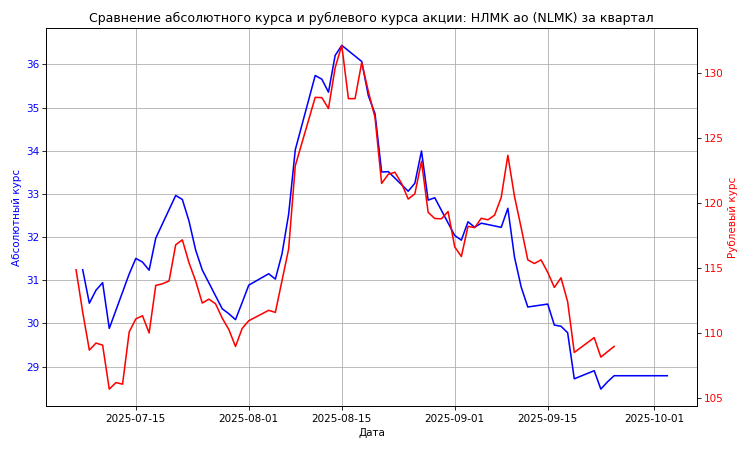 Сравнение абсолютного курса и рублевого курса акции: НЛМК ао (NLMK) за квартал
36
35
34
33
32
31
30
29
Абсолютный курс
130
125
120
115
110
105
Рублевый курс
2025-07-15 2025-08-01 2025-08-15 2025-09-01 2025-09-15 2025-10-01
Дата